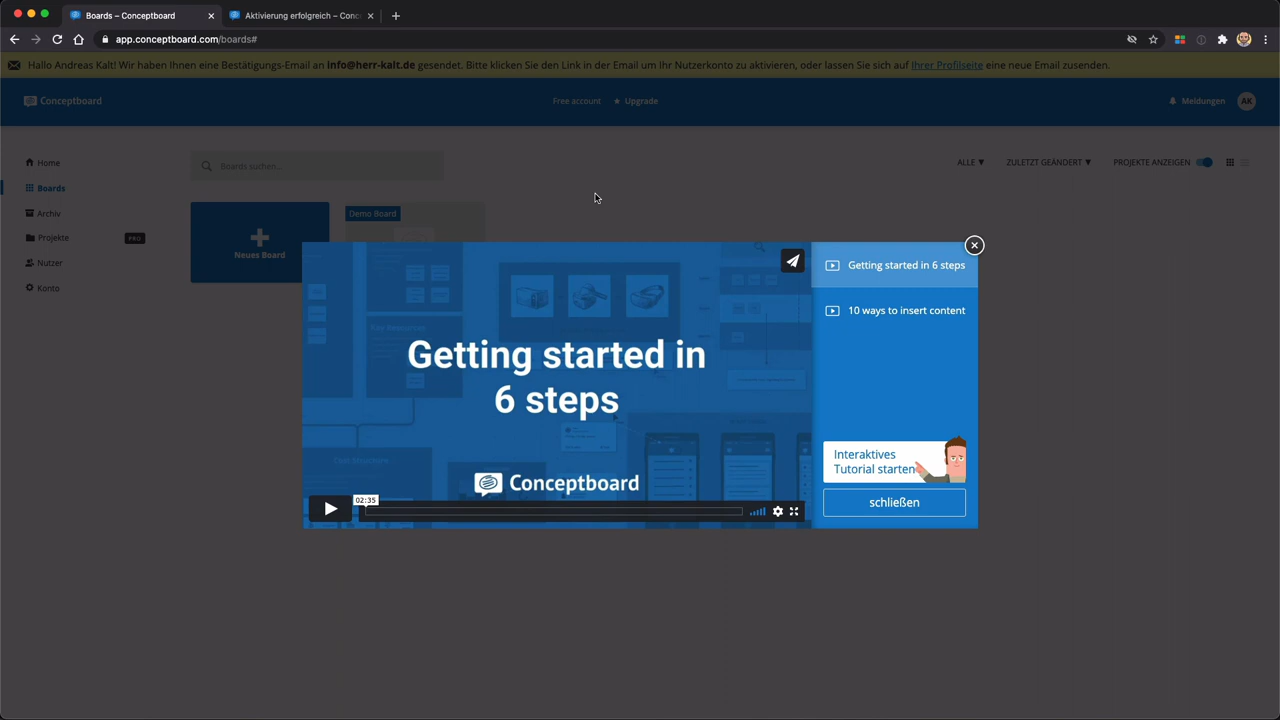 Boards – Conceptboard
Aktivierung erfolgreich – Conc
app.conceptboard.com/boards#
Hallo Andreas Kalt! Wir haben Ihnen eine Bestätigungs-Email an info@herr-kalt.de gesendet. Bitte klicken Sie den Link in der Email um Ihr Nutzerkonto zu aktivieren, oder lassen Sie sich auf Ihrer Profilseite eine neue Email zusenden.
Conceptboard
Free account
Upgrade
Meldungen
AK
Home
Boards
Archiv
Projekte
PRO
Nutzer
Konto
Boards suchen...
ALLE ▼
ZULETZT GEÄNDERT ▼
PROJEKTE ANZEIGEN
Neues Board
Demo Board
Getting started in
6 steps
Conceptboard
02:35
Getting started in 6 steps
10 ways to insert content
Interaktives
Tutorial starten
schließen